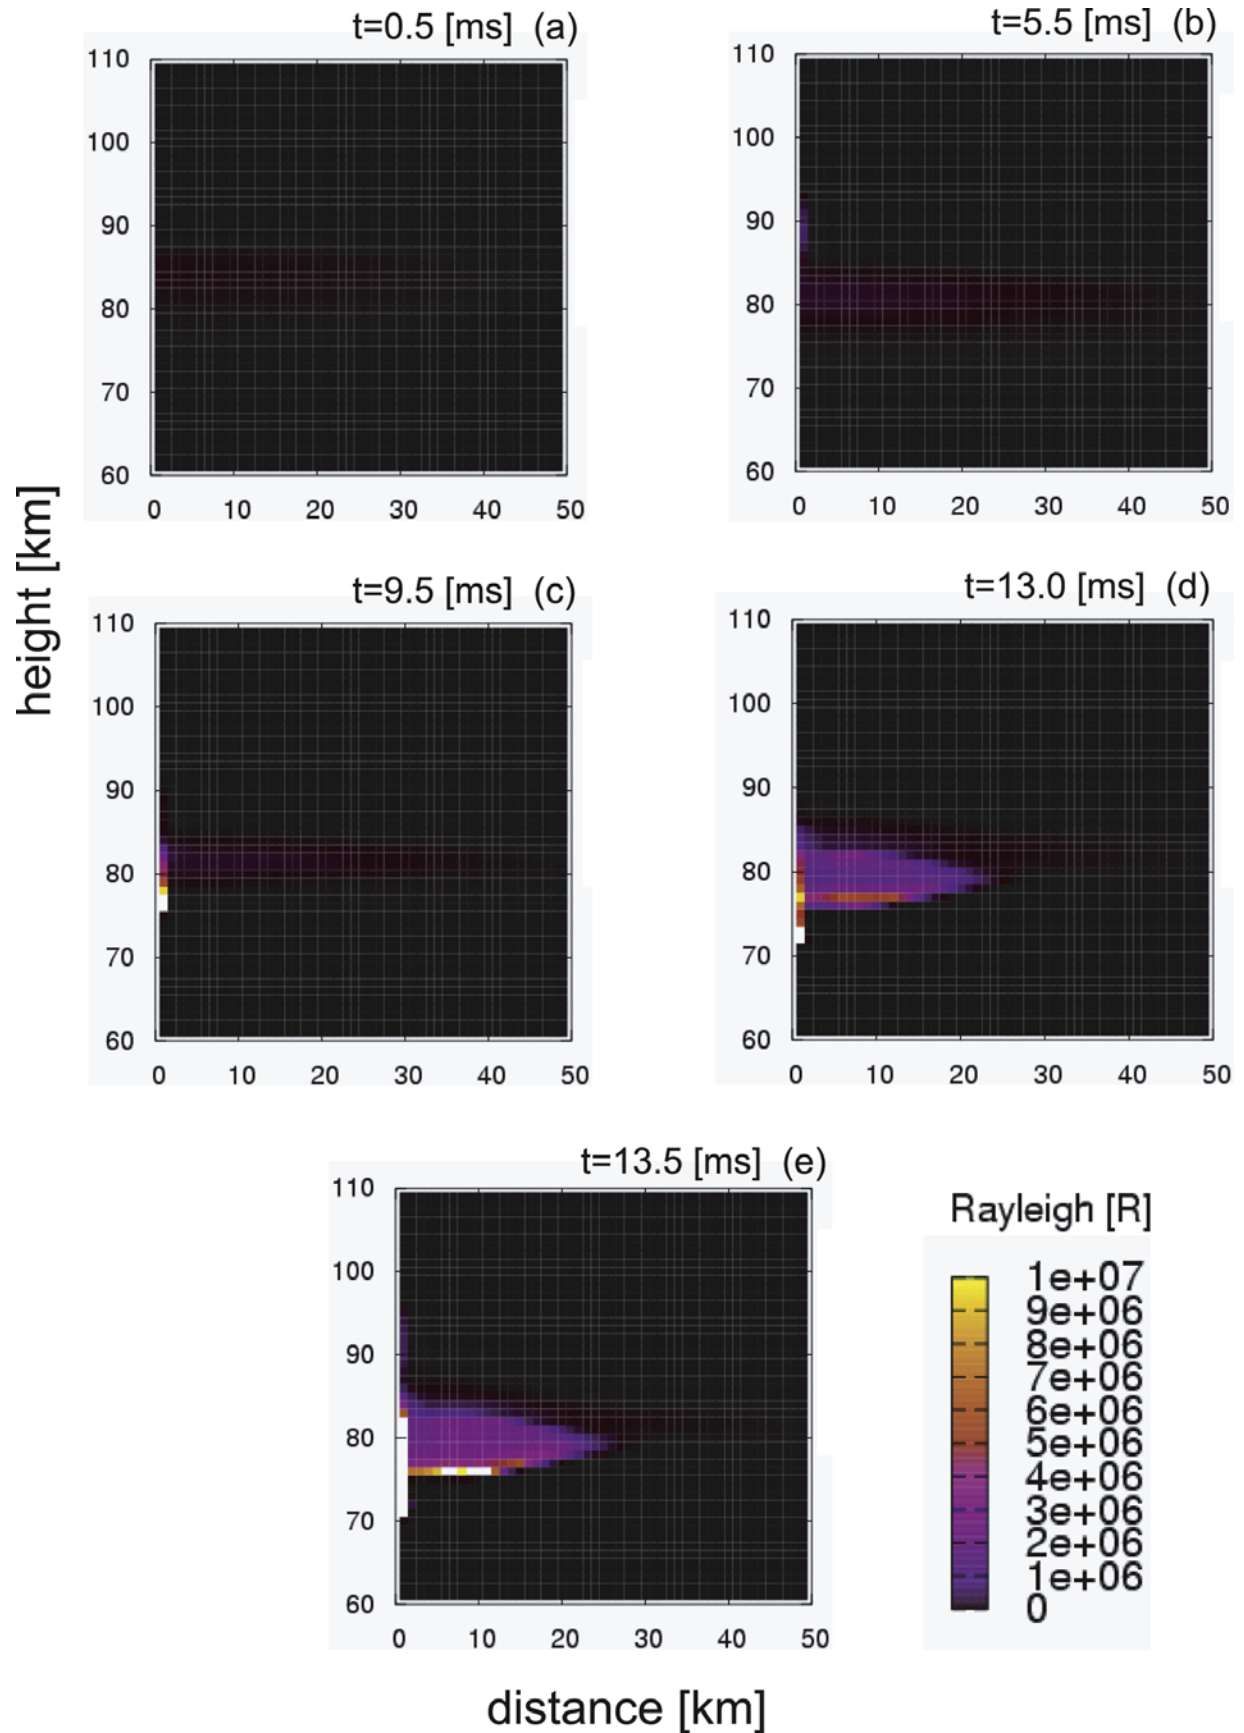 t=0.5 [ms] (a)
110
100
90
80
70
60
0 10 20 30 40 50
t=5.5 [ms] (b)
110
100
90
80
70
60
0 10 20 30 40 50
height [km]
t=9.5 [ms] (c)
110
100
90
80
70
60
0 10 20 30 40 50
t=13.0 [ms] (d)
110
100
90
80
70
60
0 10 20 30 40 50
t=13.5 [ms] (e)
110
100
90
80
70
60
0 10 20 30 40 50
Rayleigh [R]
1e+07
9e+06
8e+06
7e+06
6e+06
5e+06
4e+06
3e+06
2e+06
1e+06
0
distance [km]